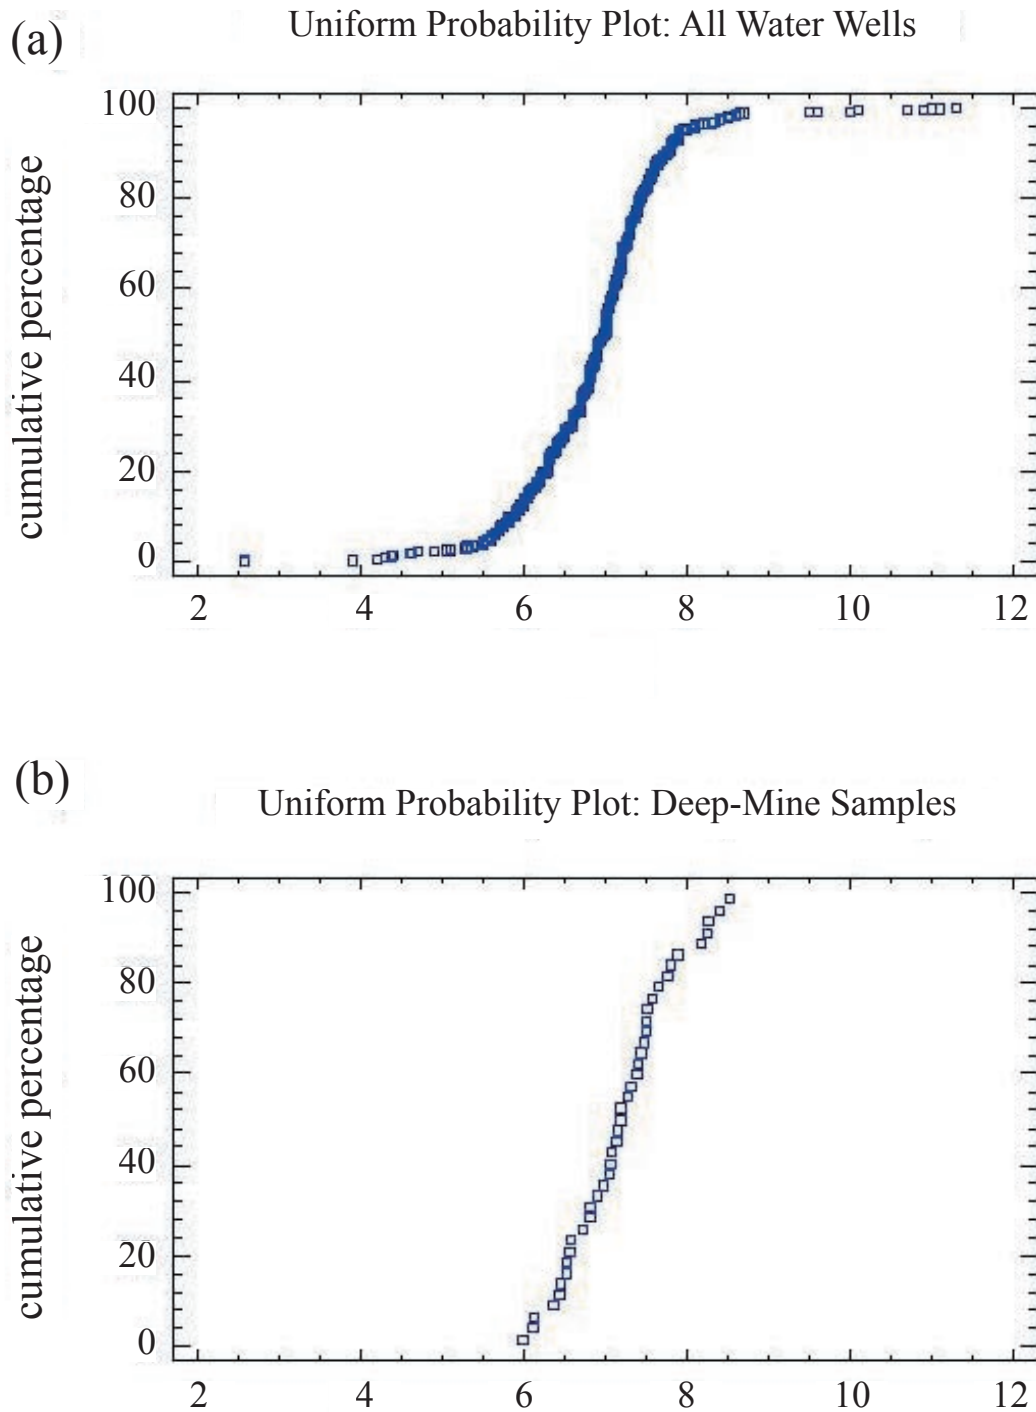 (a)
Uniform Probability Plot: All Water Wells
cumulative percentage
100
80
60
40
20
0
2 4 6 8 10 12
(b)
Uniform Probability Plot: Deep-Mine Samples
cumulative percentage
100
80
60
40
20
0
2 4 6 8 10 12